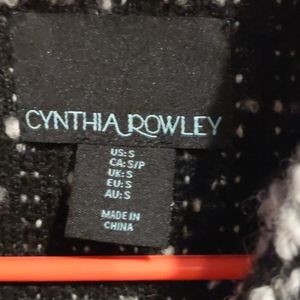 CYNTHIA ROWLEY
US: S
CA: S/P
UK: S
EU: S
AU: S
MADE IN
CHINA